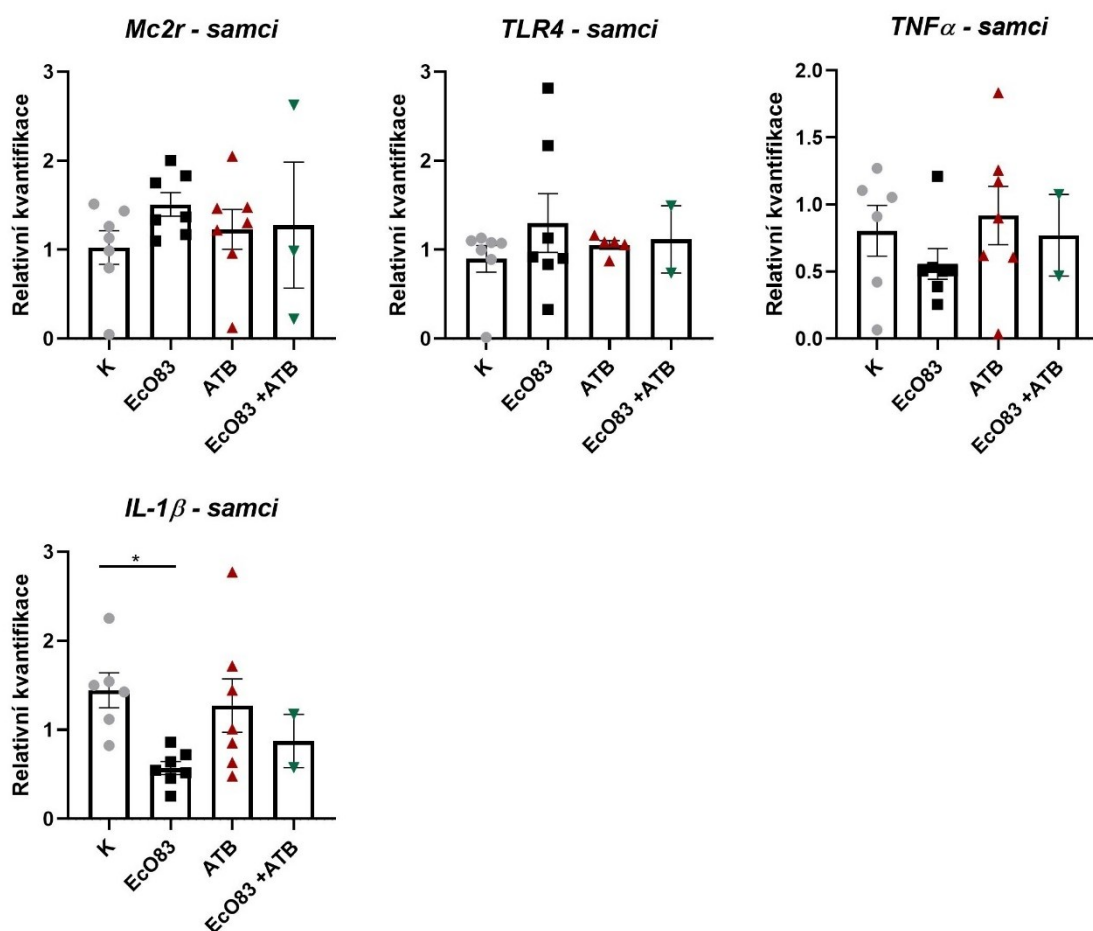 Mc2r - samci
Relativní kvantifikace
3
2
1
0
K
EcO83
ATB
EcO83 +ATB
TLR4 - samci
Relativní kvantifikace
3
2
1
0
K
EcO83
ATB
EcO83 +ATB
TNFα - samci
Relativní kvantifikace
2.0
1.5
1.0
0.5
0.0
K
EcO83
ATB
EcO83 +ATB
IL-1β - samci
Relativní kvantifikace
3
2
1
0
*
K
EcO83
ATB
EcO83 +ATB